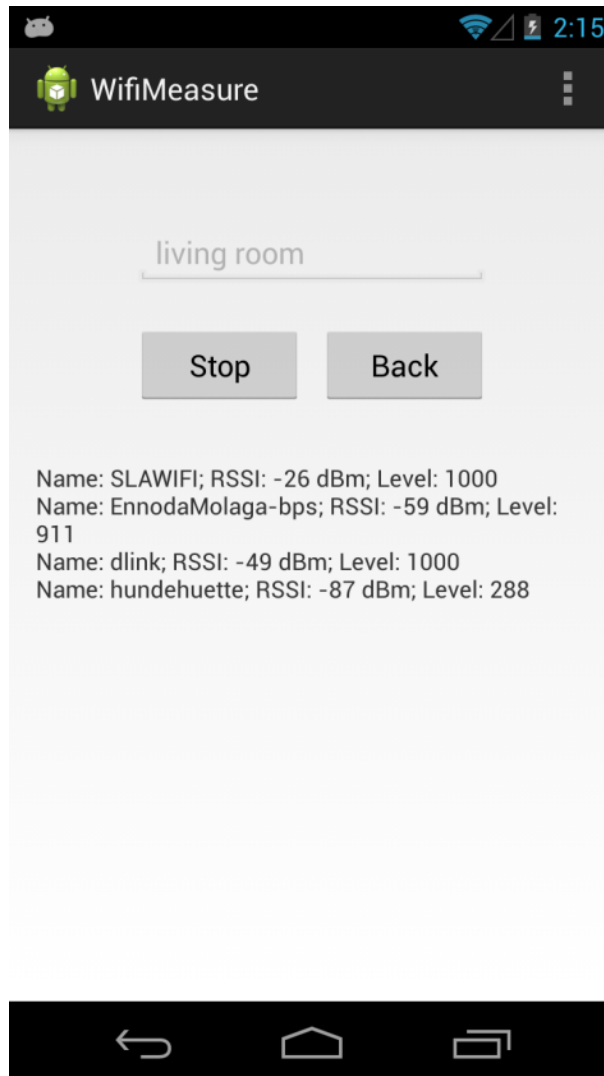 2:15
WifiMeasure
living room
Stop Back
Name: SLAWIFI; RSSI: -26 dBm; Level: 1000
Name: EnnodaMolaga-bps; RSSI: -59 dBm; Level:
911
Name: dlink; RSSI: -49 dBm; Level: 1000
Name: hundehuette; RSSI: -87 dBm; Level: 288